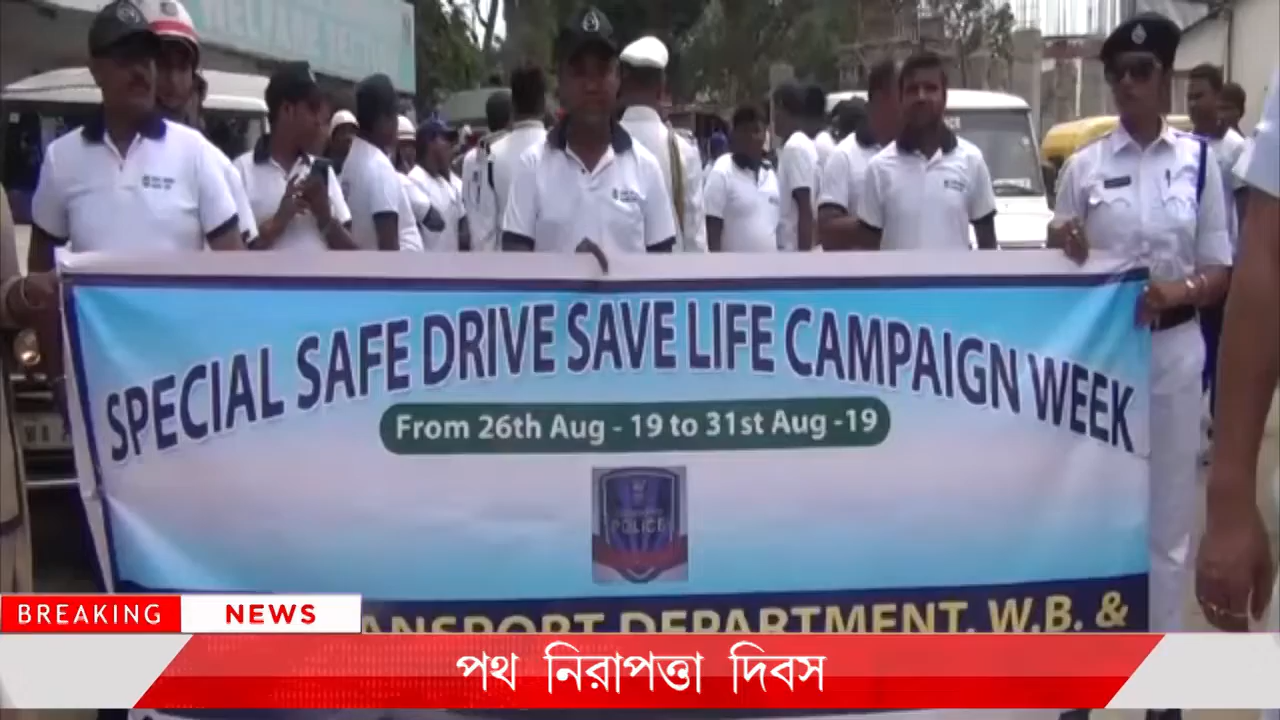 SPECIAL SAFE DRIVE SAVE LIFE CAMPAIGN WEEK
From 26th Aug - 19 to 31st Aug -19
POLICE
DEPARTMENT, W.B. &
BREAKING NEWS
পথ নিরাপত্তা দিবস